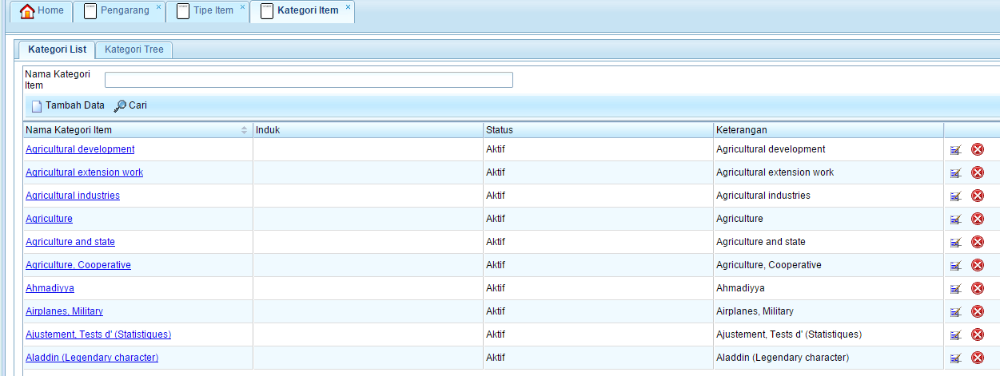 Home Pengarang Tipe Item Kategori Item
Kategori List Kategori Tree
Nama Kategori
Item
Tambah Data Cari
Nama Kategori Item Induk Status Keterangan
Agricultural development Aktif Agricultural development
Agricultural extension work Aktif Agricultural extension work
Agricultural industries Aktif Agricultural industries
Agriculture Aktif Agriculture
Agriculture and state Aktif Agriculture and state
Agriculture, Cooperative Aktif Agriculture, Cooperative
Ahmadiyya Aktif Ahmadiyya
Airplanes, Military Aktif Airplanes, Military
Ajustement, Tests d' (Statistiques) Aktif Ajustement, Tests d' (Statistiques)
Aladdin (Legendary character) Aktif Aladdin (Legendary character)